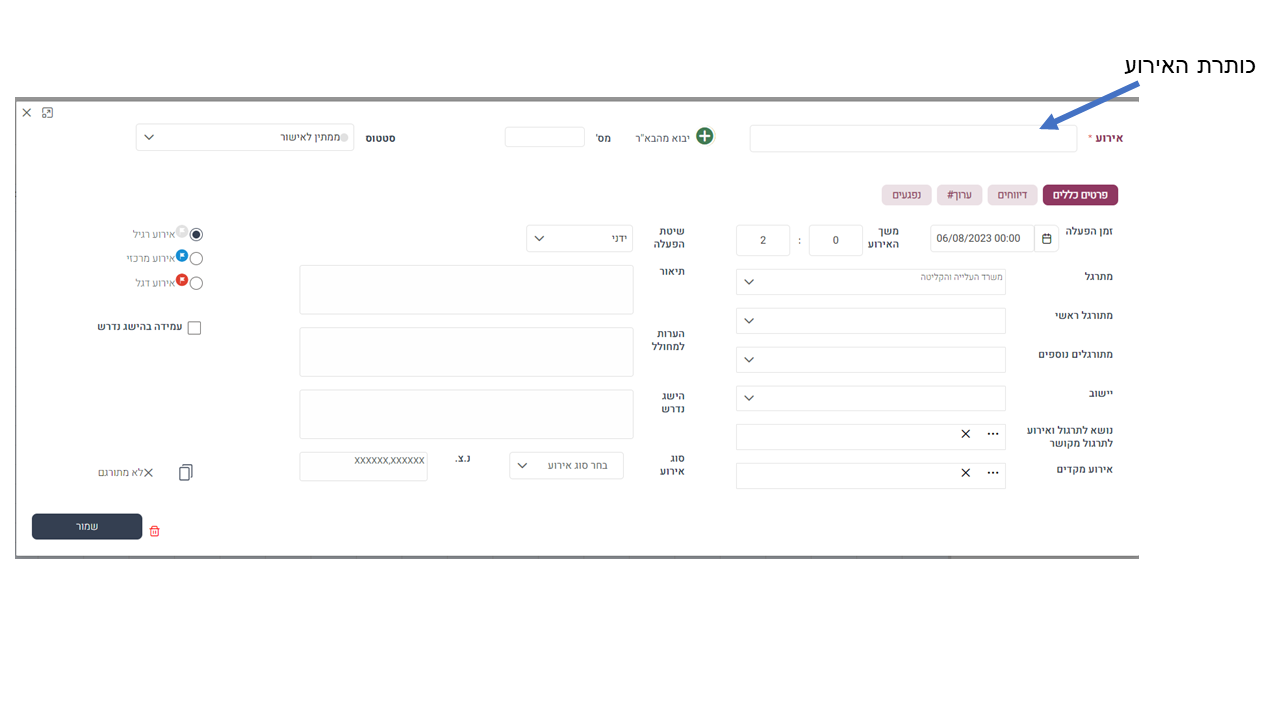 כותרת האירוע
אירוע *
יבוא מהבא"ר
מס'
סטטוס
ממתין לאישור
פרטים כללים
דיווחים
ערוך#
נפגעים
זמן הפעלה
06/08/2023 00:00
משך האירוע
0 : 2
שיטת הפעלה
ידני
אירוע רגיל
אירוע מרכזי
אירוע דגל
עמידה בהישג נדרש
מתרגל
משרד העלייה והקליטה
מתורגל ראשי
מתורגלים נוספים
יישוב
נושא לתרגול ואירוע
לתרגול מקושר
אירוע מקדים
תיאור
הערות
למחולל
הישג
נדרש
סוג
אירוע
בחר סוג אירוע
נ.צ.
XXXXXX,XXXXXX
לא מתורגם
שמור